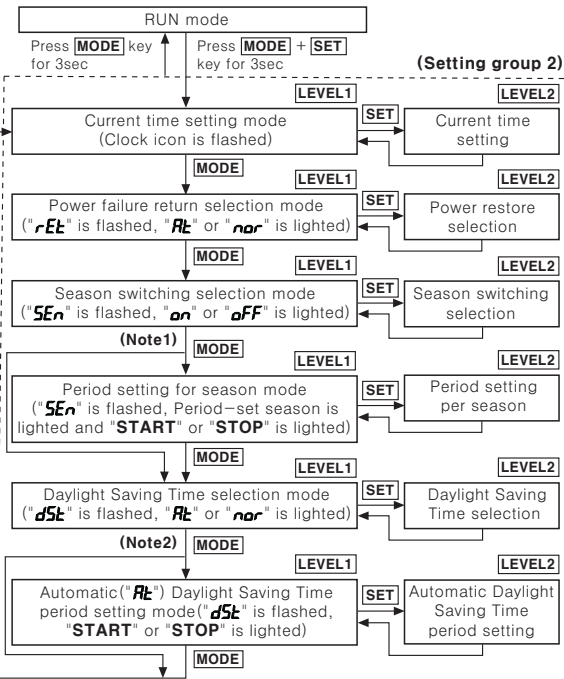 RUN mode
Press MODE key for 3sec
Press MODE + SET key for 3sec
(Setting group 2)
LEVEL1
LEVEL2
Current time setting mode
(Clock icon is flashed)
SET
Current time
setting
MODE
LEVEL1
LEVEL2
Power failure return selection mode
("rEt" is flashed, "At" or "nor" is lighted)
SET
Power restore
selection
MODE
LEVEL1
LEVEL2
Season switching selection mode
("SEn" is flashed, "on" or "oFF" is lighted)
SET
Season switching
selection
(Note1)
MODE
LEVEL1
LEVEL2
Period setting for season mode
("SEn" is flashed, Period-set season is
lighted and "START" or "STOP" is lighted)
SET
Period setting
per season
MODE
LEVEL1
LEVEL2
Daylight Saving Time selection mode
("dSt" is flashed, "At" or "nor" is lighted)
SET
Daylight Saving
Time selection
(Note2)
MODE
LEVEL1
LEVEL2
Automatic("At") Daylight Saving Time
period setting mode("dSt" is flashed,
"START" or "STOP" is lighted)
SET
Automatic Daylight
Saving Time
period setting
MODE